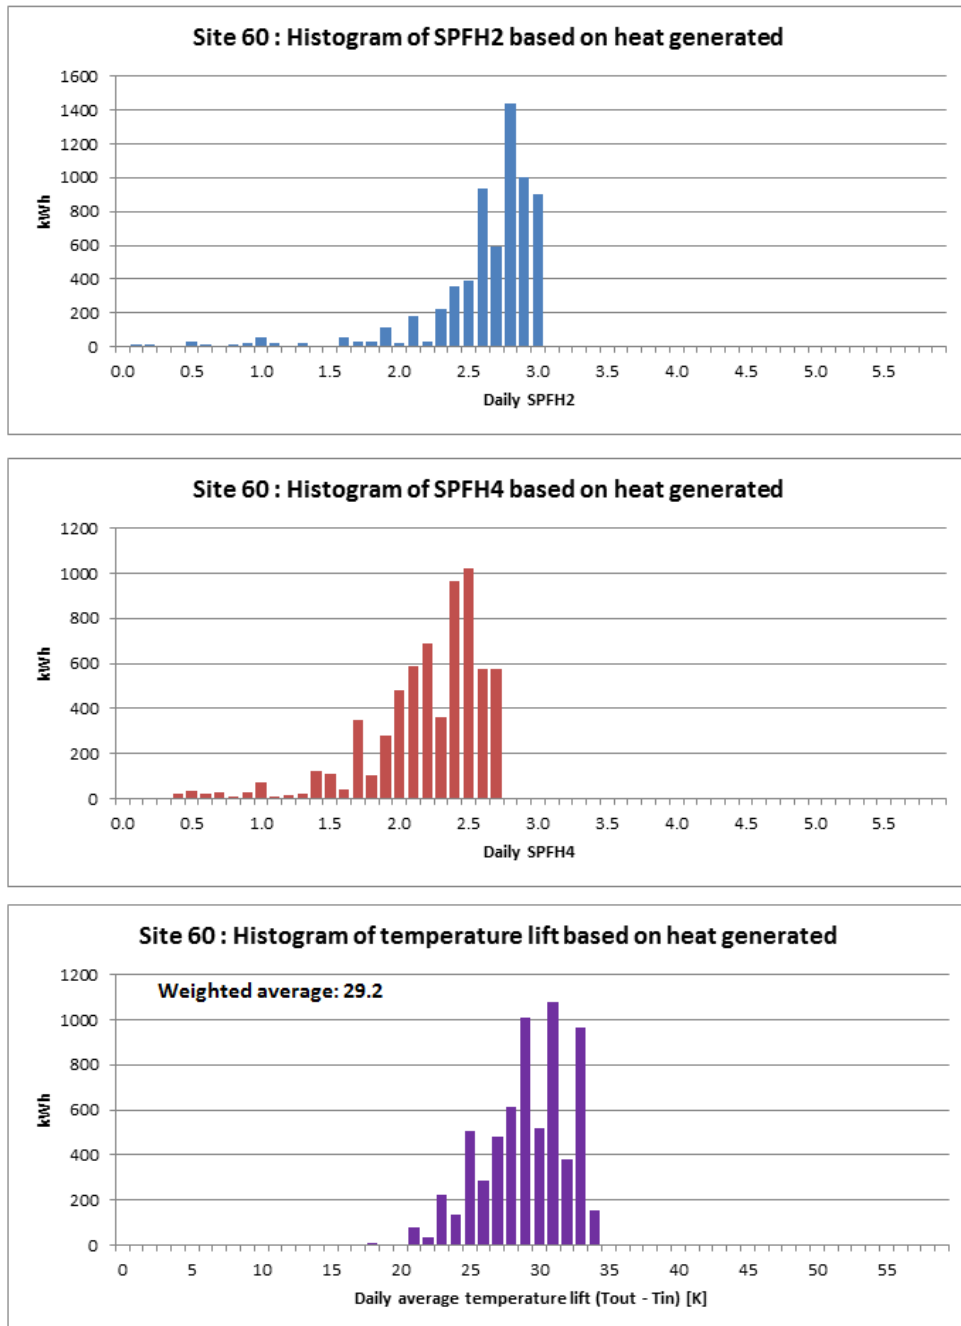 Site 60 : Histogram of SPFH2 based on heat generated
1600
1400
1200
1000
800
600
400
200
0
kWh
0.0 0.5 1.0 1.5 2.0 2.5 3.0 3.5 4.0 4.5 5.0 5.5
Daily SPFH2
Site 60 : Histogram of SPFH4 based on heat generated
1200
1000
800
600
400
200
0
kWh
0.0 0.5 1.0 1.5 2.0 2.5 3.0 3.5 4.0 4.5 5.0 5.5
Daily SPFH4
Site 60 : Histogram of temperature lift based on heat generated
Weighted average: 29.2
1200
1000
800
600
400
200
0
kWh
0 5 10 15 20 25 30 35 40 45 50 55
Daily average temperature lift (Tout - Tin) [K]